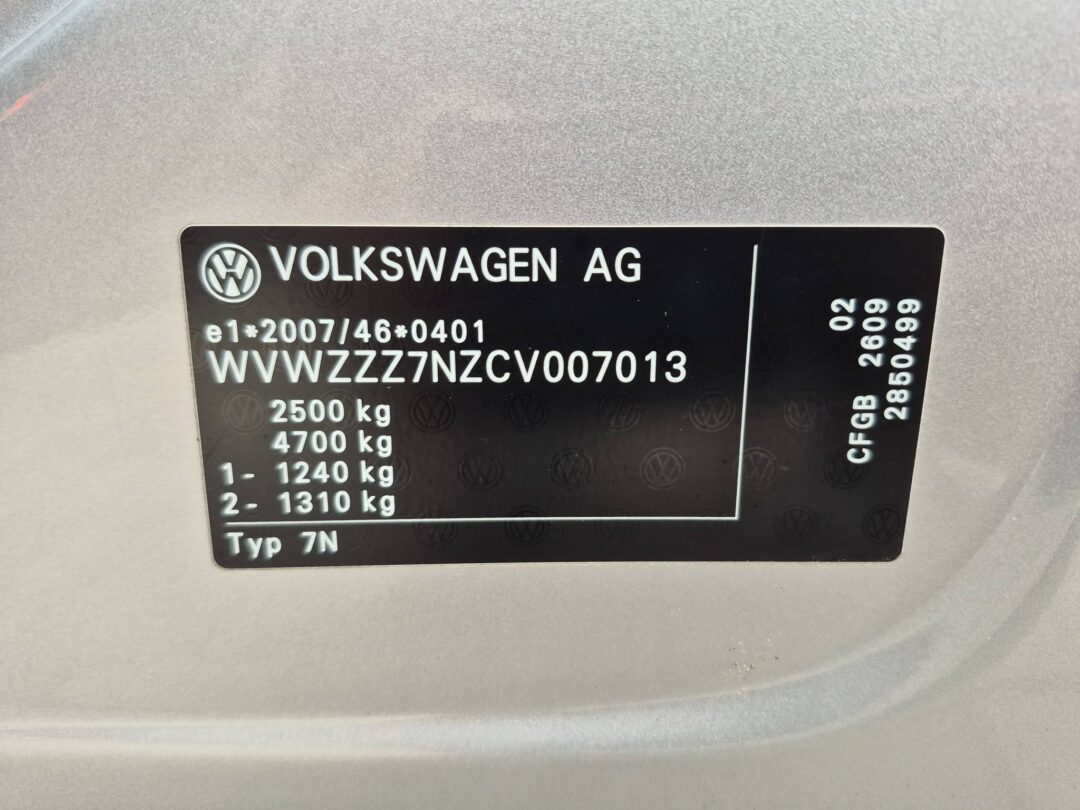 VOLKSWAGEN AG
e1*2007/46*0401
WVWZZZ7NZCV007013
2500 kg
4700 kg
1- 1240 kg
2- 1310 kg
Typ 7N
02
CFGB 2609
2850499